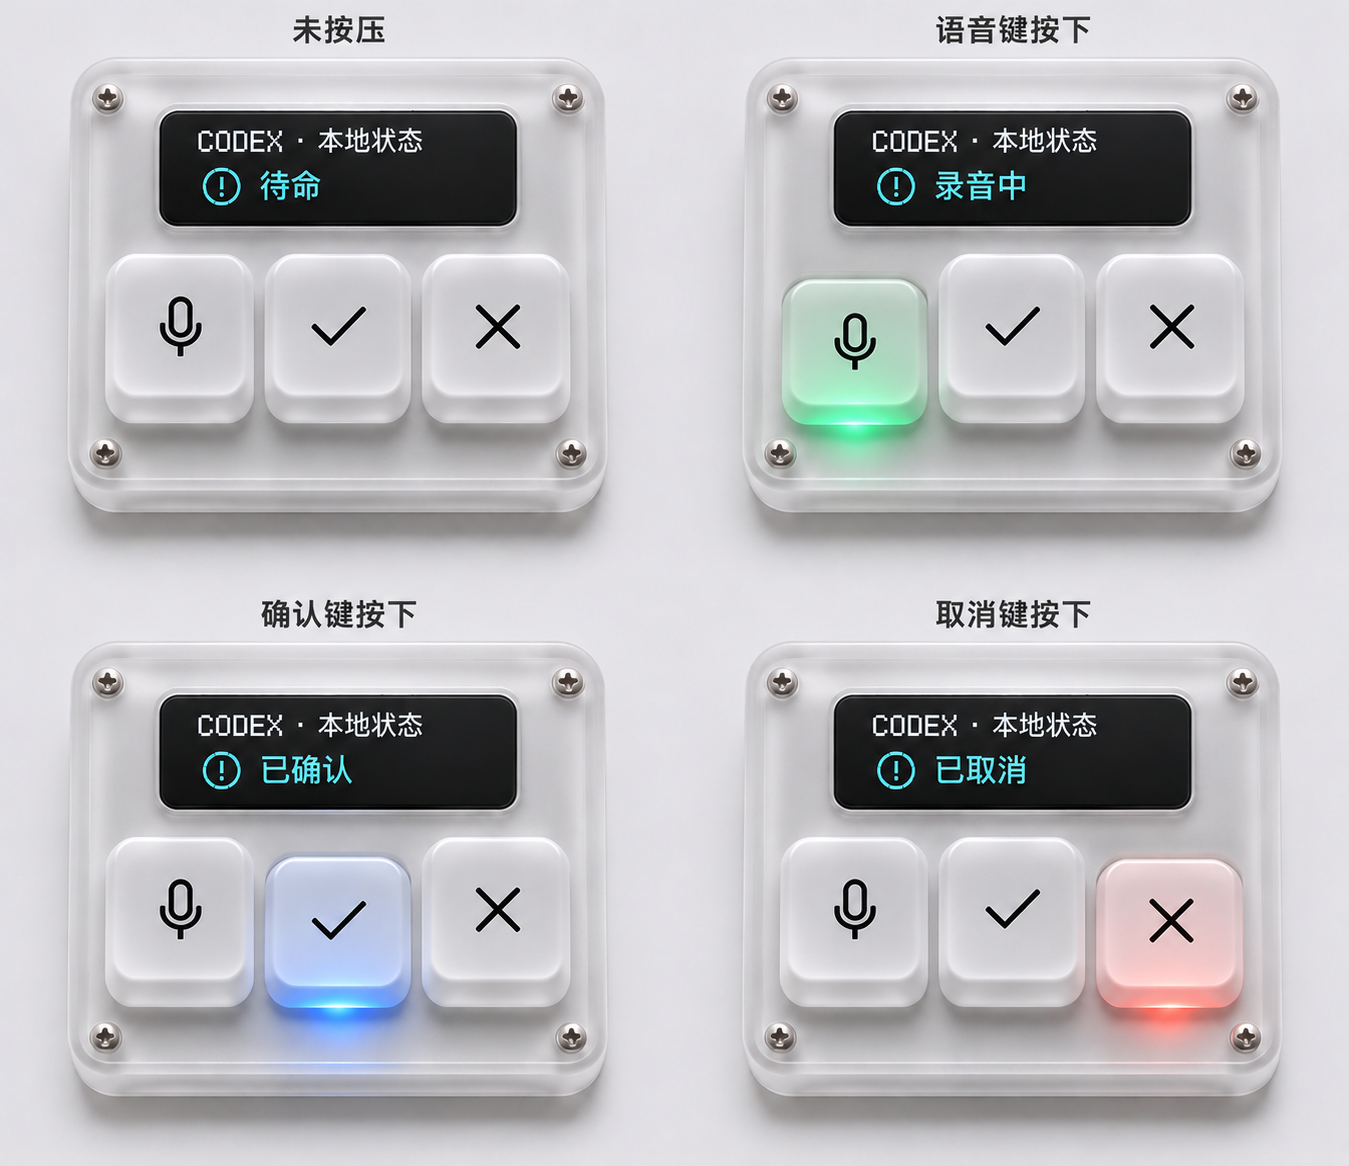 未按压
CODEX · 本地状态
待命
语音键按下
CODEX · 本地状态
录音中
确认键按下
CODEX · 本地状态
已确认
取消键按下
CODEX · 本地状态
已取消